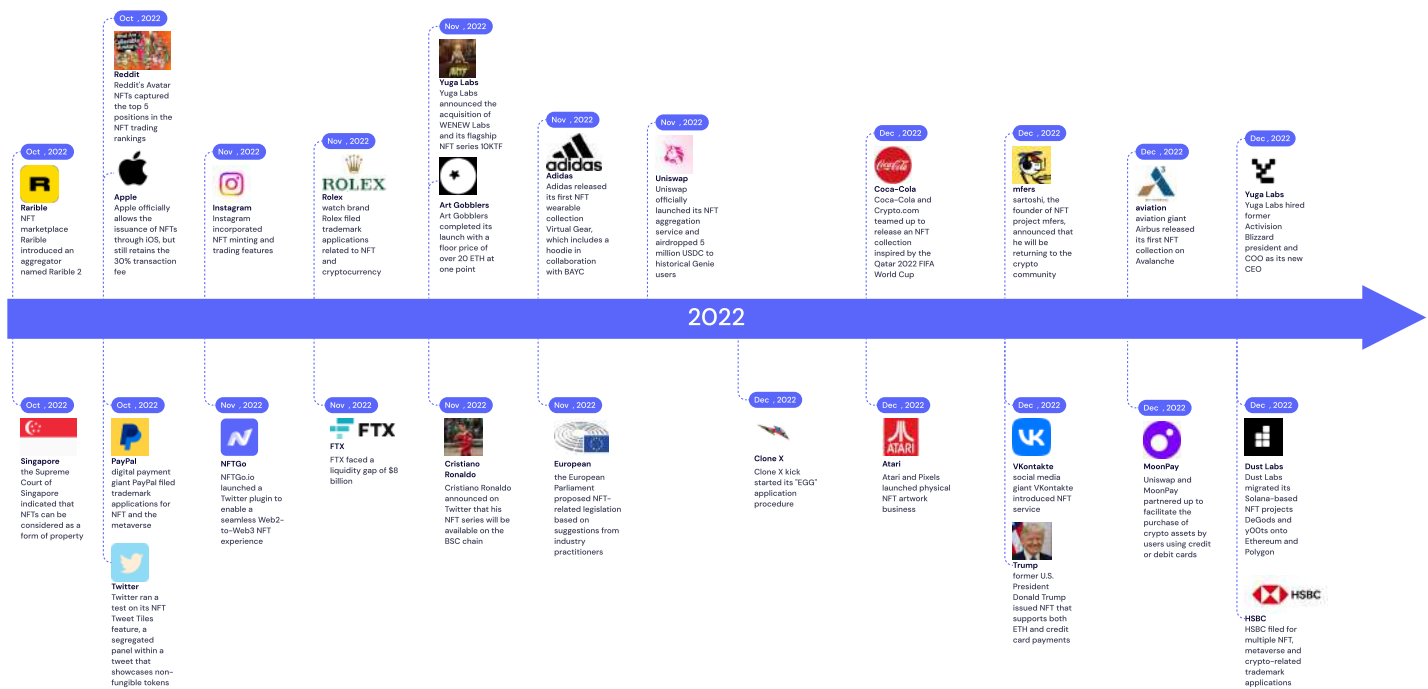 Oct , 2022
Reddit
Reddit's Avatar
NFTs captured
the top 5
positions in the
NFT trading
rankings
Nov , 2022
Yuga Labs
Yuga Labs
announced the
acquisition of
WENEW Labs
and its flagship
NFT series 10KTF
Oct , 2022
R
Rarible
NFT
marketplace
Rarible
introduced an
aggregator
named Rarible 2
Apple
Apple officially
allows the
issuance of NFTs
through iOS, but
still retains the
30% transaction
fee
Nov , 2022
Instagram
Instagram
incorporated
NFT minting and
trading features
Nov , 2022
ROLEX
Rolex
watch brand
Rolex filed
trademark
applications
related to NFT
and
cryptocurrency
Art Gobblers
Art Gobblers
completed its
launch with a
floor price of
over 20 ETH at
one point
Nov , 2022
adidas
Adidas
Adidas released
its first NFT
wearable
collection
Virtual Gear,
which includes a
hoodie in
collaboration
with BAYC
Nov , 2022
Uniswap
Uniswap
officially
launched its NFT
aggregation
service and
airdropped 5
million USDC to
historical Genie
users
Dec , 2022
Coca-Cola
Coca-Cola
Coca-Cola and
Crypto.com
teamed up to
release an NFT
collection
inspired by the
Qatar 2022 FIFA
World Cup
Dec , 2022
mfers
sartoshi, the
founder of NFT
project mfers,
announced that
he will be
returning to the
crypto
community
Dec , 2022
aviation
aviation giant
Airbus released
its first NFT
collection on
Avalanche
Dec , 2022
Yuga Labs
Yuga Labs hired
former
Activision
Blizzard
president and
COO as its new
CEO
2022
Oct , 2022
Singapore
the Supreme
Court of
Singapore
indicated that
NFTs can be
considered as a
form of property
Oct , 2022
PayPal
digital payment
giant PayPal filed
trademark
applications for
NFT and the
metaverse
Twitter
Twitter ran a
test on its NFT
Tweet Tiles
feature, a
segregated
panel within a
tweet that
showcases non-
fungible tokens
Nov , 2022
NFTGo
NFTGo.io
launched a
Twitter plugin to
enable a
seamless Web2-
to-Web3 NFT
experience
Nov , 2022
FTX
FTX
FTX faced a
liquidity gap of $8
billion
Nov , 2022
Cristiano
Ronaldo
Cristiano Ronaldo
announced on
Twitter that his
NFT series will be
available on the
BSC chain
Nov , 2022
European
the European
Parliament
proposed NFT-
related legislation
based on
suggestions from
industry
practitioners
Dec , 2022
Clone X
Clone X kick
started its "EGG"
application
procedure
Dec , 2022
ATARI
Atari
Atari and Pixels
launched physical
NFT artwork
business
Dec , 2022
VK
VKontakte
social media
giant VKontakte
introduced NFT
service
Trump
former U.S.
President
Donald Trump
issued NFT that
supports both
ETH and credit
card payments
Dec , 2022
MoonPay
Uniswap and
MoonPay
partnered up to
facilitate the
purchase of
crypto assets by
users using credit
or debit cards
Dec , 2022
Dust Labs
Dust Labs
migrated its
Solana-based
NFT projects
DeGods and
y00ts onto
Ethereum and
Polygon
HSBC
HSBC
HSBC filed for
multiple NFT,
metaverse and
crypto-related
trademark
applications